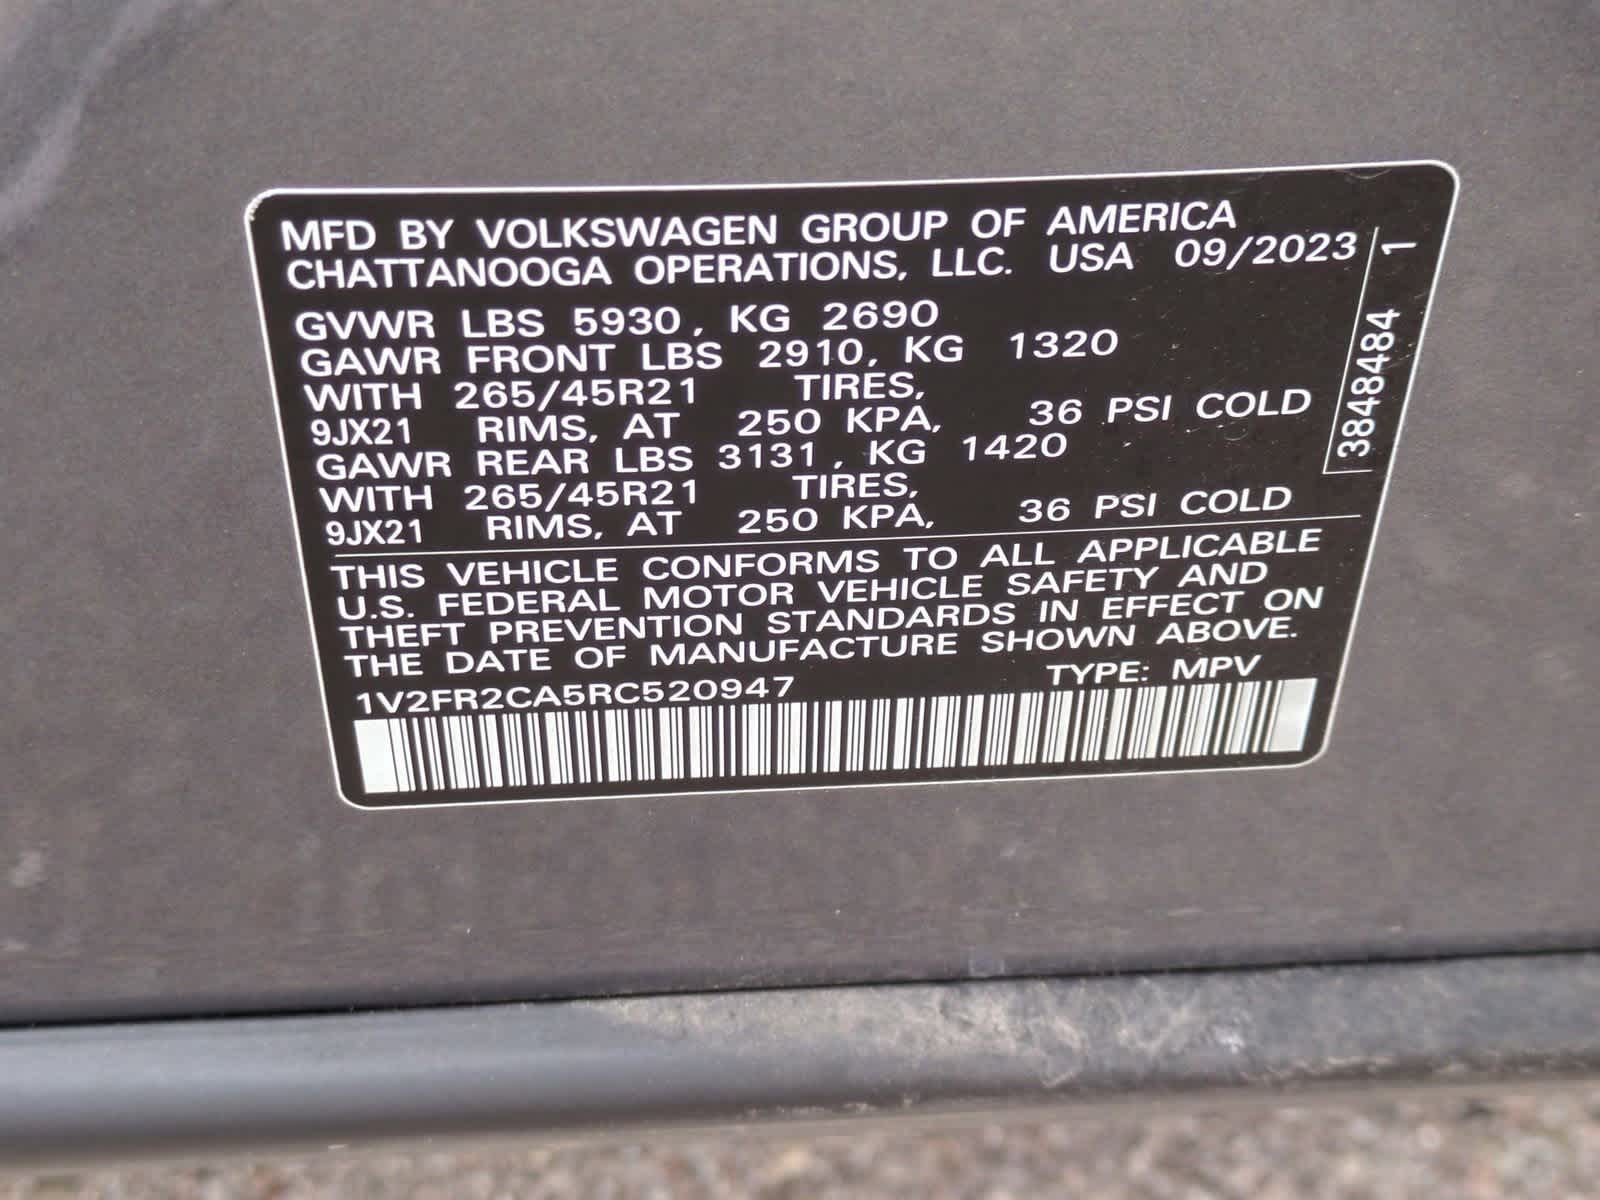 MFD BY VOLKSWAGEN GROUP OF AMERICA
CHATTANOOGA OPERATIONS, LLC. USA 09/2023
GVWR LBS 5930, KG 2690
GAWR FRONT LBS 2910, KG 1320
WITH 265/45R21 TIRES,
9JX21 RIMS, AT 250 KPA, 36 PSI COLD
GAWR REAR LBS 3131, KG 1420
WITH 265/45R21 TIRES,
9JX21 RIMS, AT 250 KPA, 36 PSI COLD
THIS VEHICLE CONFORMS TO ALL APPLICABLE
U.S. FEDERAL MOTOR VEHICLE SAFETY AND
THEFT PREVENTION STANDARDS IN EFFECT ON
THE DATE OF MANUFACTURE SHOWN ABOVE.
1V2FR2CA5RC520947 TYPE: MPV
3848484 1